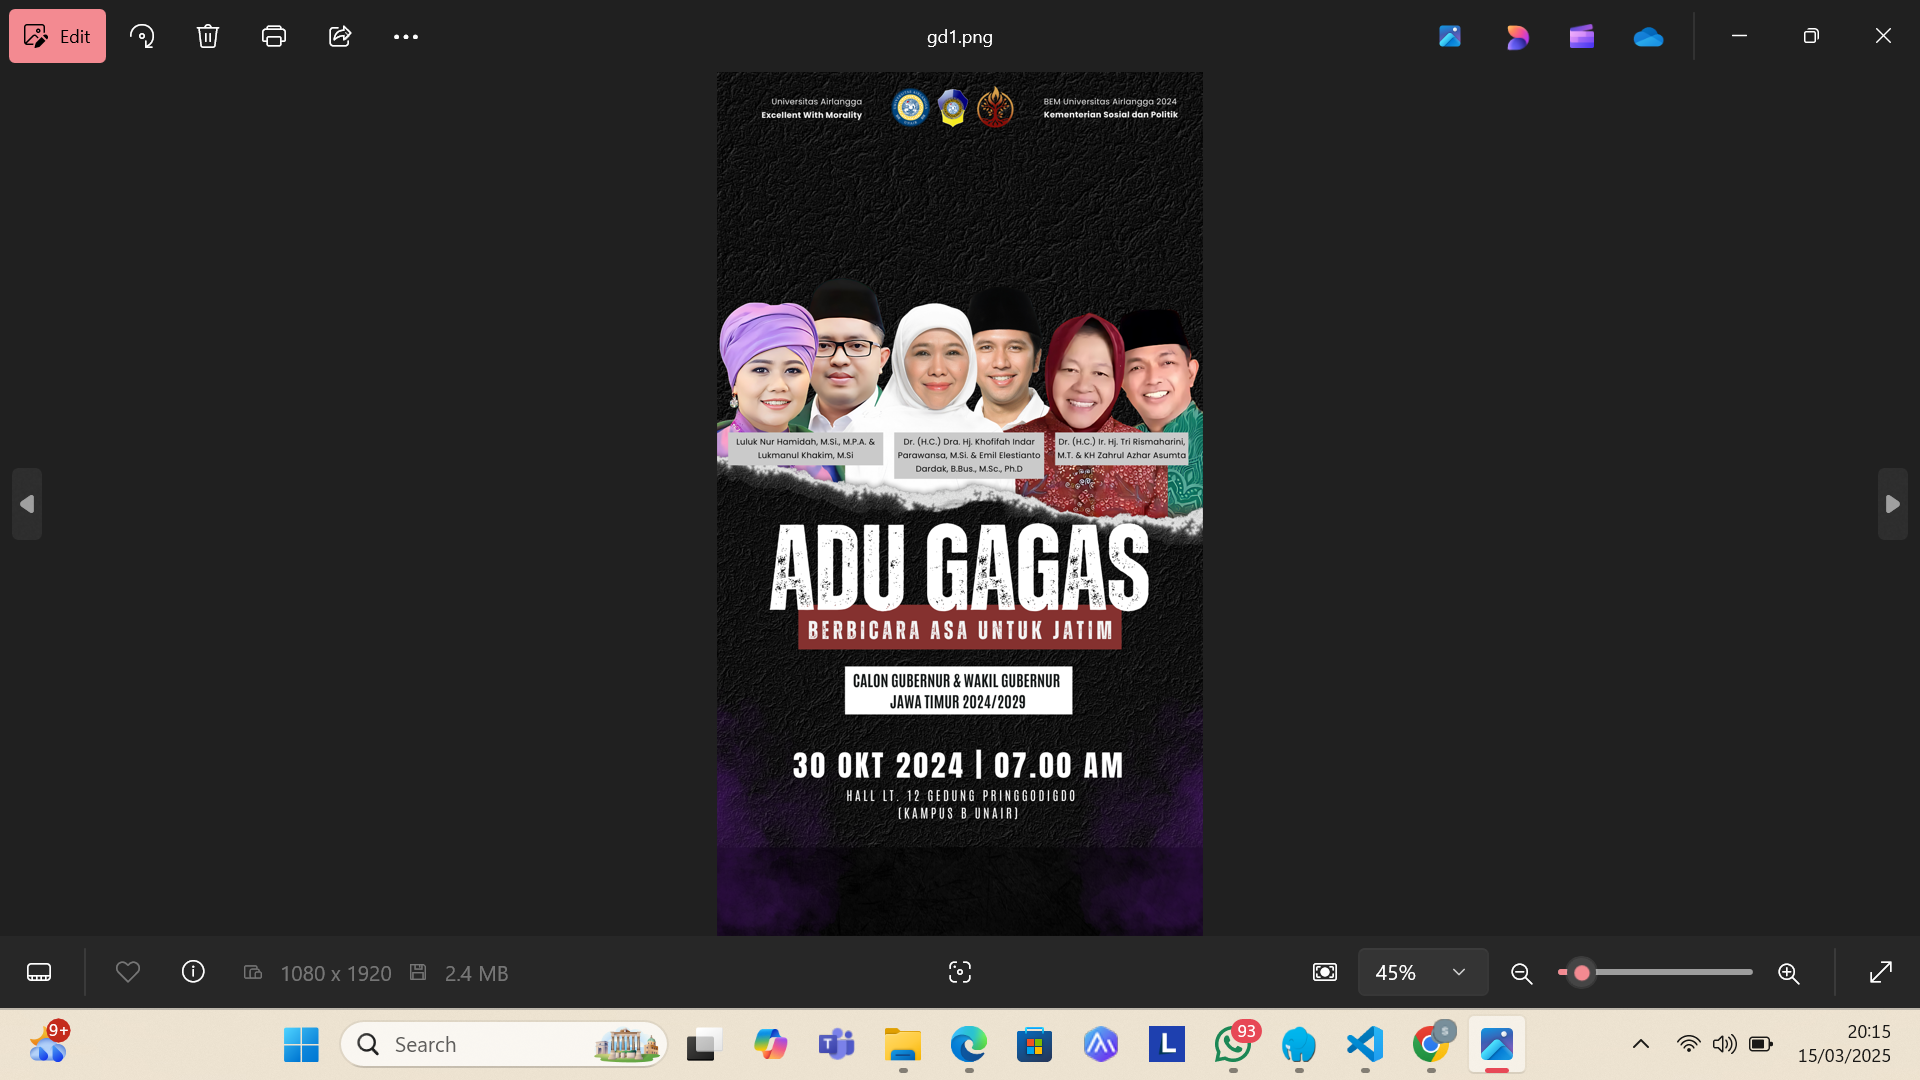 Edit
gd1.png
Universitas Airlangga
Excellent With Morality
BEM Universitas Airlangga 2024
Kementerian Sosial dan Politik
Luluk Nur Hamidah, M.Si., M.P.A. &
Lukmanul Khakim, M.Si
Dr. (H.C.) Dra. Hj. Khofifah Indar
Parawansa, M.Si. & Emil Elestianto
Dardak, B.Bus., M.Sc., Ph.D
Dr. (H.C.) Ir. Hj. Tri Rismaharini,
M.T. & KH Zahrul Azhar Asumta
ADU GAGAS
BERBICARA ASA UNTUK JATIM
CALON GUBERNUR & WAKIL GUBERNUR
JAWA TIMUR 2024/2029
30 OKT 2024 | 07.00 AM
HALL LT. 12 GEDUNG PRINGGODIGDO
(KAMPUS B UNAIR)
1080 x 1920
2.4 MB
45%
9+
Search
93
20:15
15/03/2025